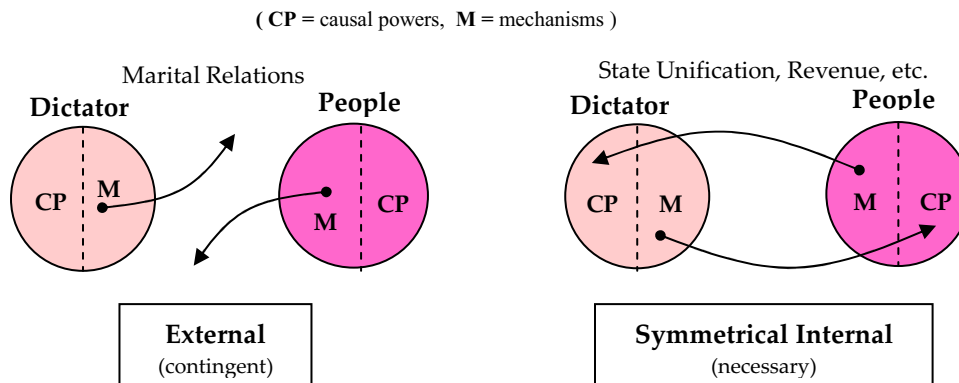 ( CP = causal powers, M = mechanisms )
Marital Relations
Dictator
People
CP
M
M
CP
External
(contingent)
State Unification, Revenue, etc.
Dictator
People
CP
M
M
CP
Symmetrical Internal
(necessary)